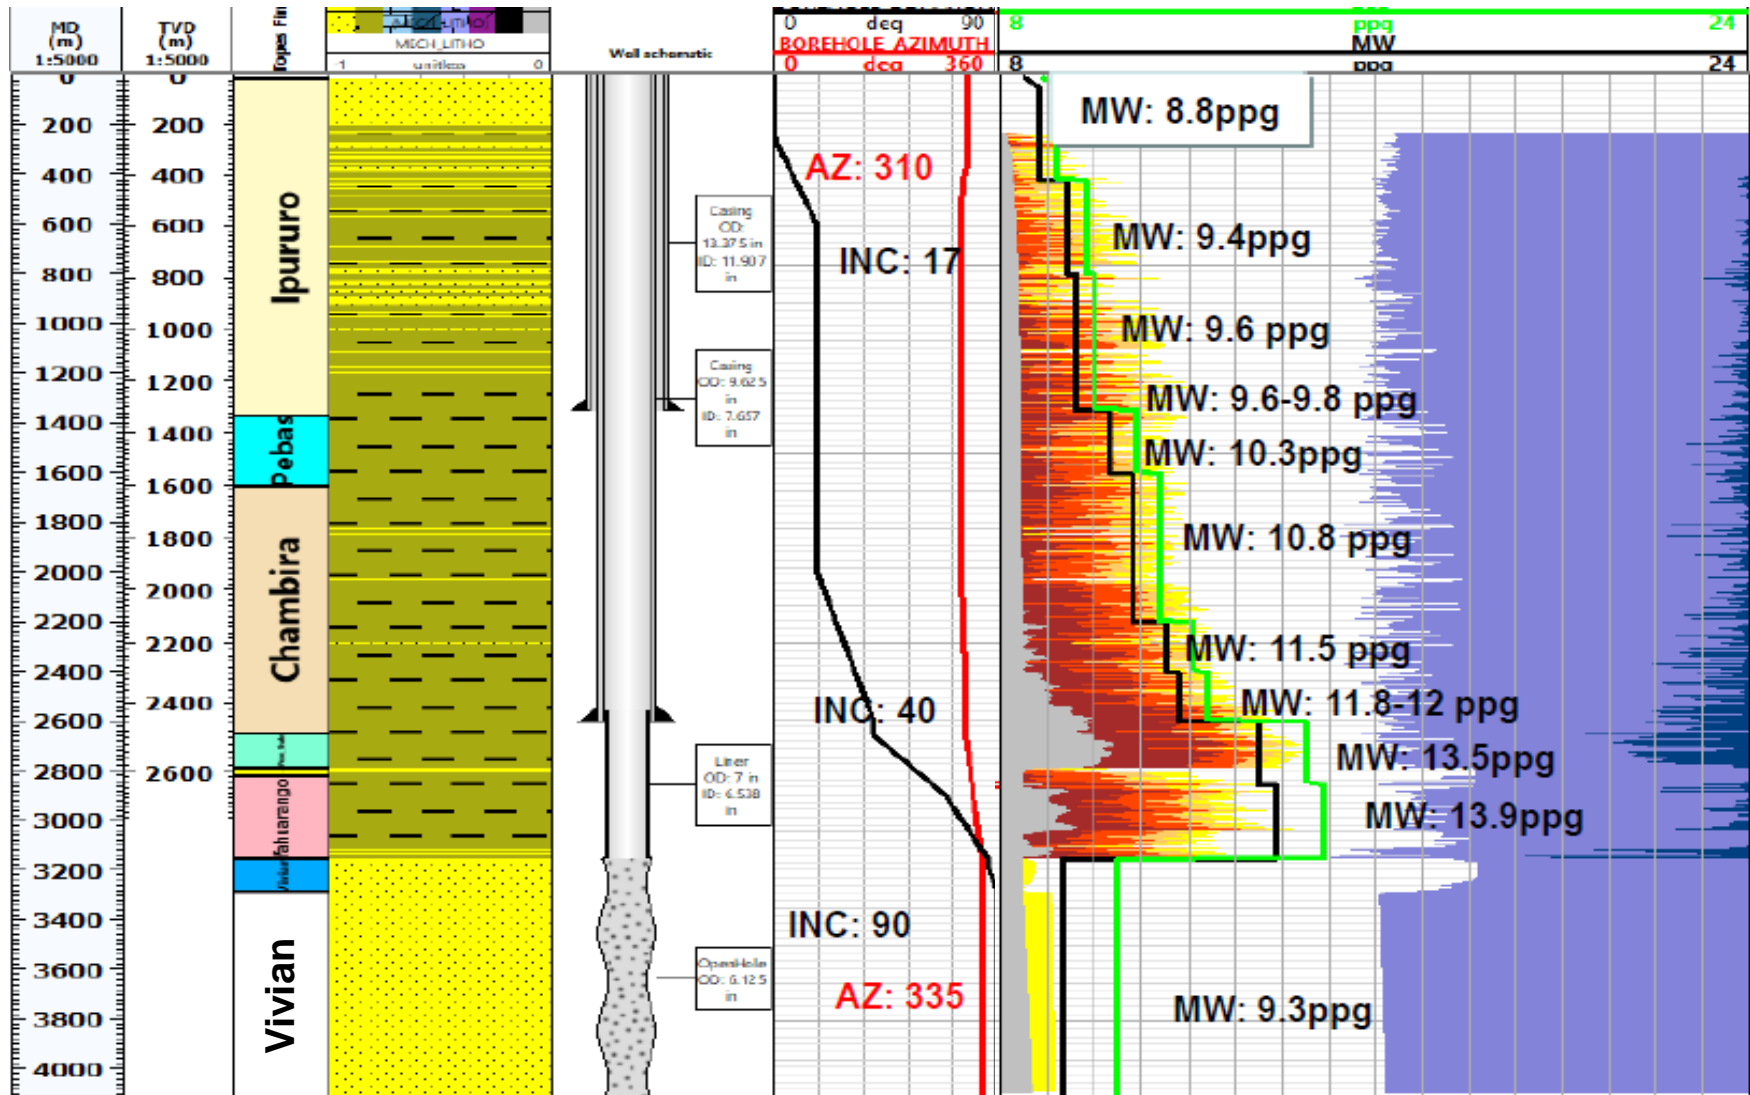 MD
(m)
1:5000
TVD
(m)
1:5000
MECH_LITHO
-1 unitless 0
Well schematic
0 deg 90
BOREHOLE_AZIMUTH
0 deg 360
8 ppg 24
MW
8 ppg 24
0
200
400
600
800
1000
1200
1400
1600
1800
2000
2200
2400
2600
2800
3000
3200
3400
3600
3800
4000
0
200
400
600
800
1000
1200
1400
1600
1800
2000
2200
2400
2600
Ipururo
Pebas
Chambira
Vivian
Vivian
Casing
OD:
13.375 in
ID: 11.907
in
Casing
OD: 9.625
in
ID: 7.657
in
Liner
OD: 7 in
ID: 6.538
in
OpenHole
OD: 6.125
in
AZ: 310
INC: 17
INC: 40
INC: 90
AZ: 335
MW: 8.8ppg
MW: 9.4ppg
MW: 9.6 ppg
MW: 9.6-9.8 ppg
MW: 10.3ppg
MW: 10.8 ppg
MW: 11.5 ppg
MW: 11.8-12 ppg
MW: 13.5ppg
MW: 13.9ppg
MW: 9.3ppg